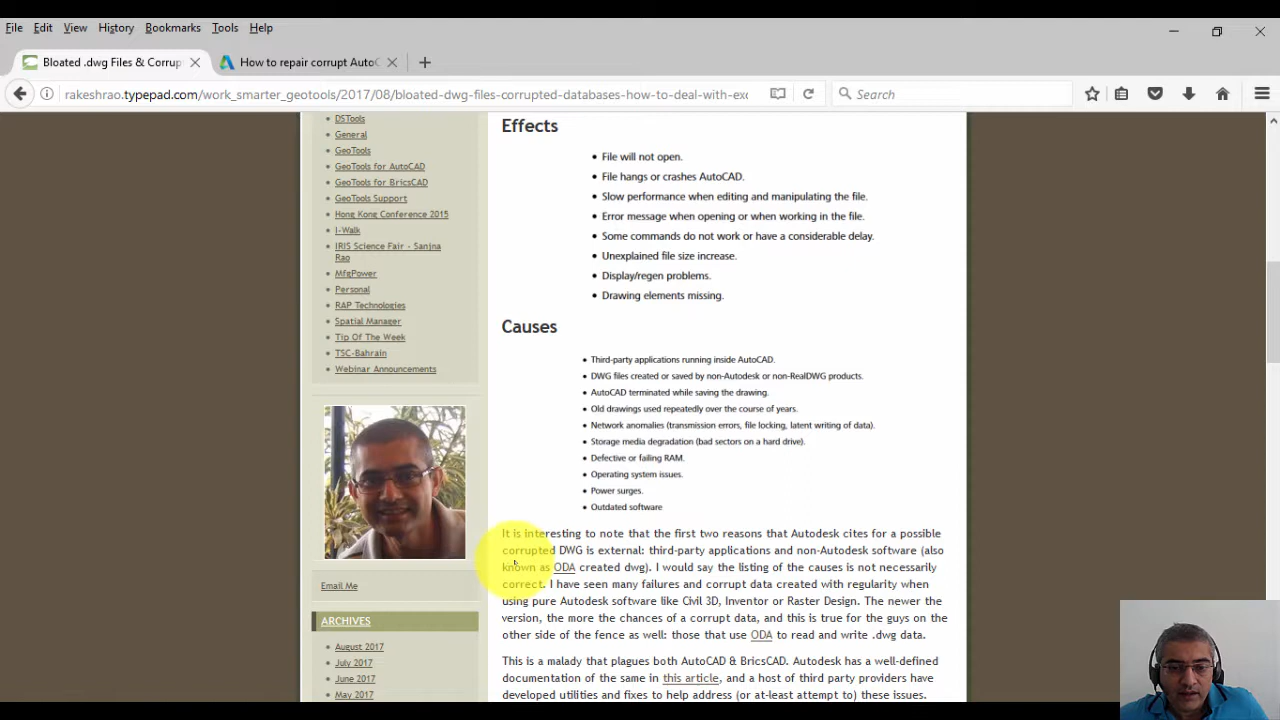 File Edit View History Bookmarks Tools Help
Bloated .dwg Files & Corrup
How to repair corrupt AutoC
rakeshrao.typepad.com/work_smarter_geotools/2017/08/bloated-dwg-files-corrupted-databases-how-to-deal-with-exc
Search
DSTools
General
GeoTools
GeoTools for AutoCAD
GeoTools for BricsCAD
GeoTools Support
Hong Kong Conference 2015
I-Walk
IRIS Science Fair - Sanjna
Rao
MfgPower
Personal
RAP Technologies
Spatial Manager
Tip Of The Week
TSC-Bahrain
Webinar Announcements
Email Me
ARCHIVES
August 2017
July 2017
June 2017
May 2017
Effects
• File will not open.
• File hangs or crashes AutoCAD.
• Slow performance when editing and manipulating the file.
• Error message when opening or when working in the file.
• Some commands do not work or have a considerable delay.
• Unexplained file size increase.
• Display/regen problems.
• Drawing elements missing.
Causes
• Third-party applications running inside AutoCAD.
• DWG files created or saved by non-Autodesk or non-RealDWG products.
• AutoCAD terminated while saving the drawing.
• Old drawings used repeatedly over the course of years.
• Network anomalies (transmission errors, file locking, latent writing of data).
• Storage media degradation (bad sectors on a hard drive).
• Defective or failing RAM.
• Operating system issues.
• Power surges.
• Outdated software
It is interesting to note that the first two reasons that Autodesk cites for a possible
corrupted DWG is external: third-party applications and non-Autodesk software (also
known as ODA created dwg). I would say the listing of the causes is not necessarily
correct. I have seen many failures and corrupt data created with regularity when
using pure Autodesk software like Civil 3D, Inventor or Raster Design. The newer the
version, the more the chances of a corrupt data, and this is true for the guys on the
other side of the fence as well: those that use ODA to read and write .dwg data.
This is a malady that plagues both AutoCAD & BricsCAD. Autodesk has a well-defined
documentation of the same in this article, and a host of third party providers have
developed utilities and fixes to help address (or at-least attempt to) these issues.